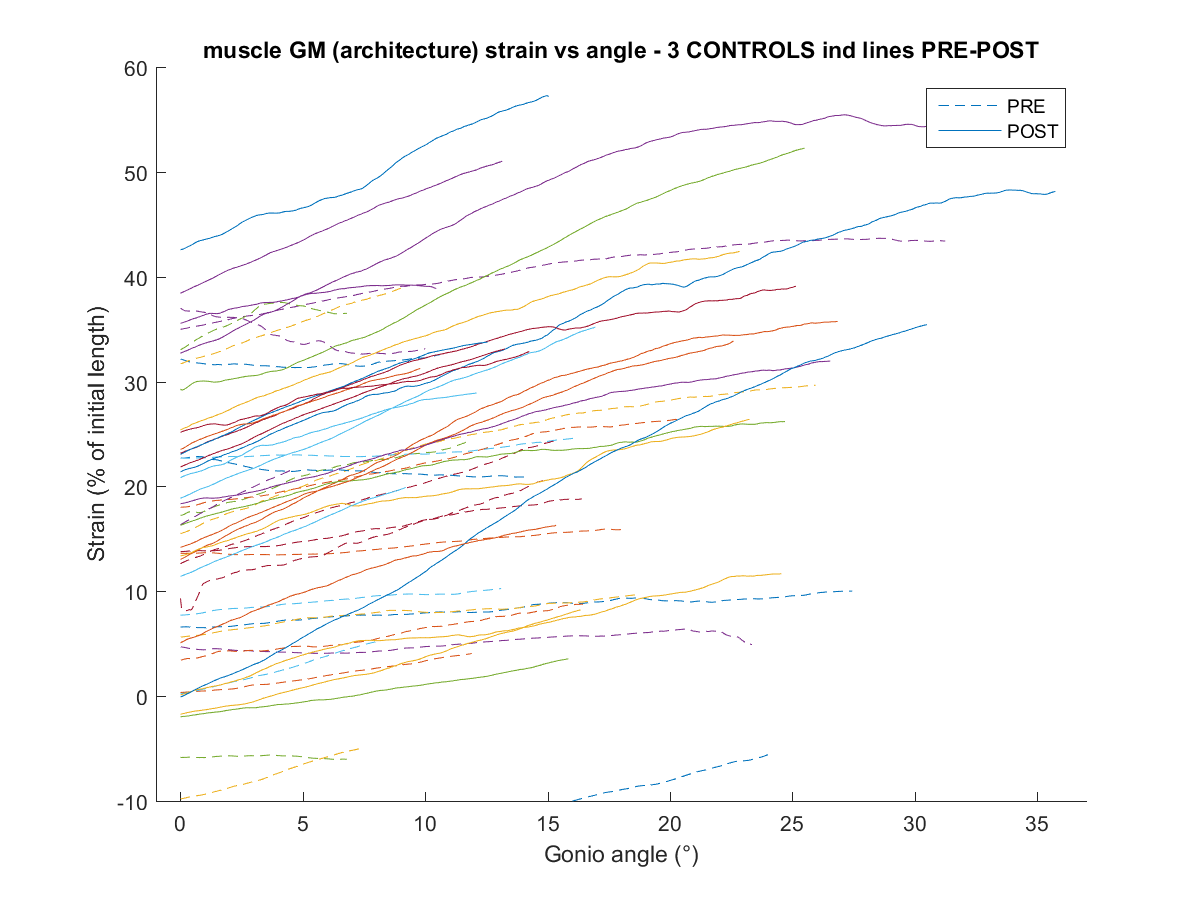 muscle GM (architecture) strain vs angle - 3 CONTROLS ind lines PRE-POST
60
50
40
30
20
10
0
-10
Strain (% of initial length)
PRE
POST
0 5 10 15 20 25 30 35
Gonio angle (°)